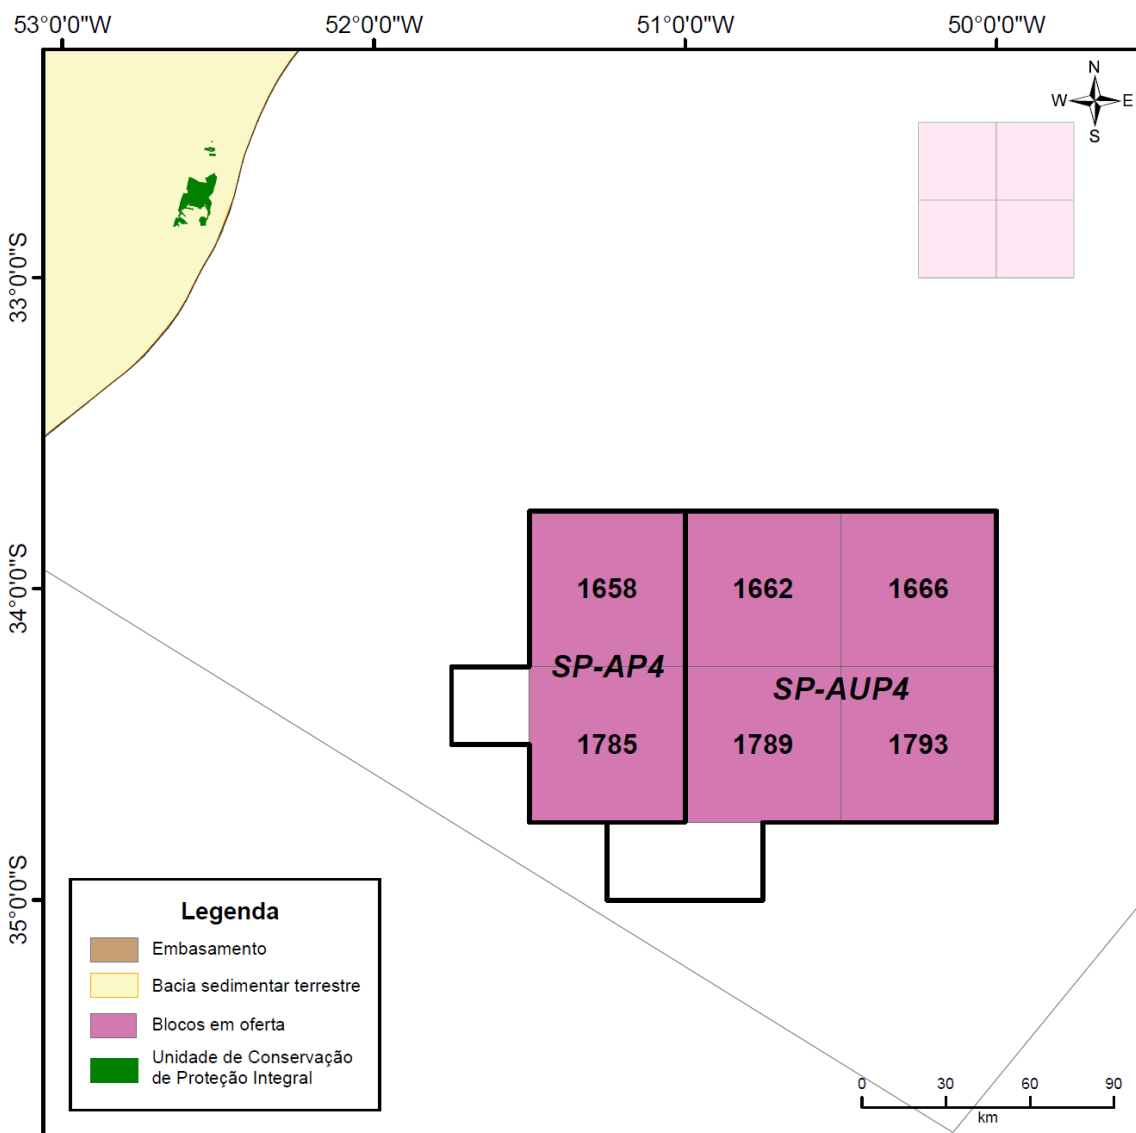 53°0'0"W
52°0'0"W
51°0'0"W
50°0'0"W
N
W
E
S
33°0'0"S
34°0'0"S
35°0'0"S
1658
1662
1666
SP-AP4
SP-AUP4
1785
1789
1793
Legenda
Embasamento
Bacia sedimentar terrestre
Blocos em oferta
Unidade de Conservação
de Proteção Integral
0
30
60
90
km